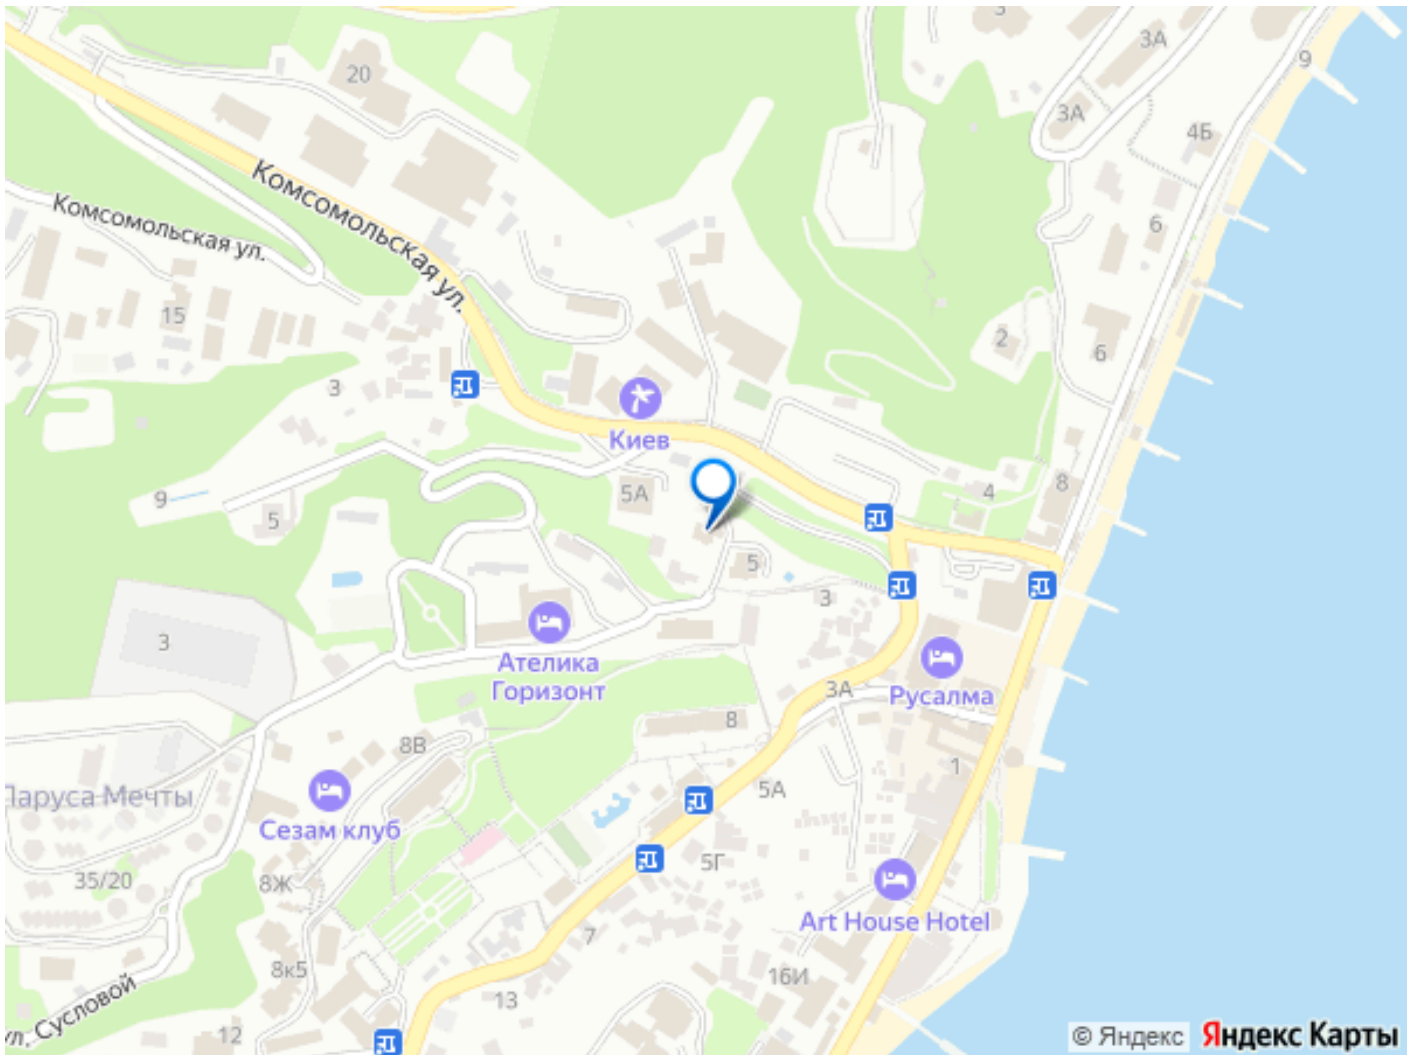 3
3А
9
20
3А
4Б
Комсомольская ул.
Комсомольская ул.
6
15
2
6
3
Киев
8
9
5А
4
5
5
3
3
Ателика
Горизонт
3А
Русалма
8
8В
1
Паруса Мечты
5А
Сезам клуб
5Г
35/20
8Ж
Art House Hotel
7
8к5
16И
13
ул. Сусловой
12
© Яндекс
Яндекс Карты